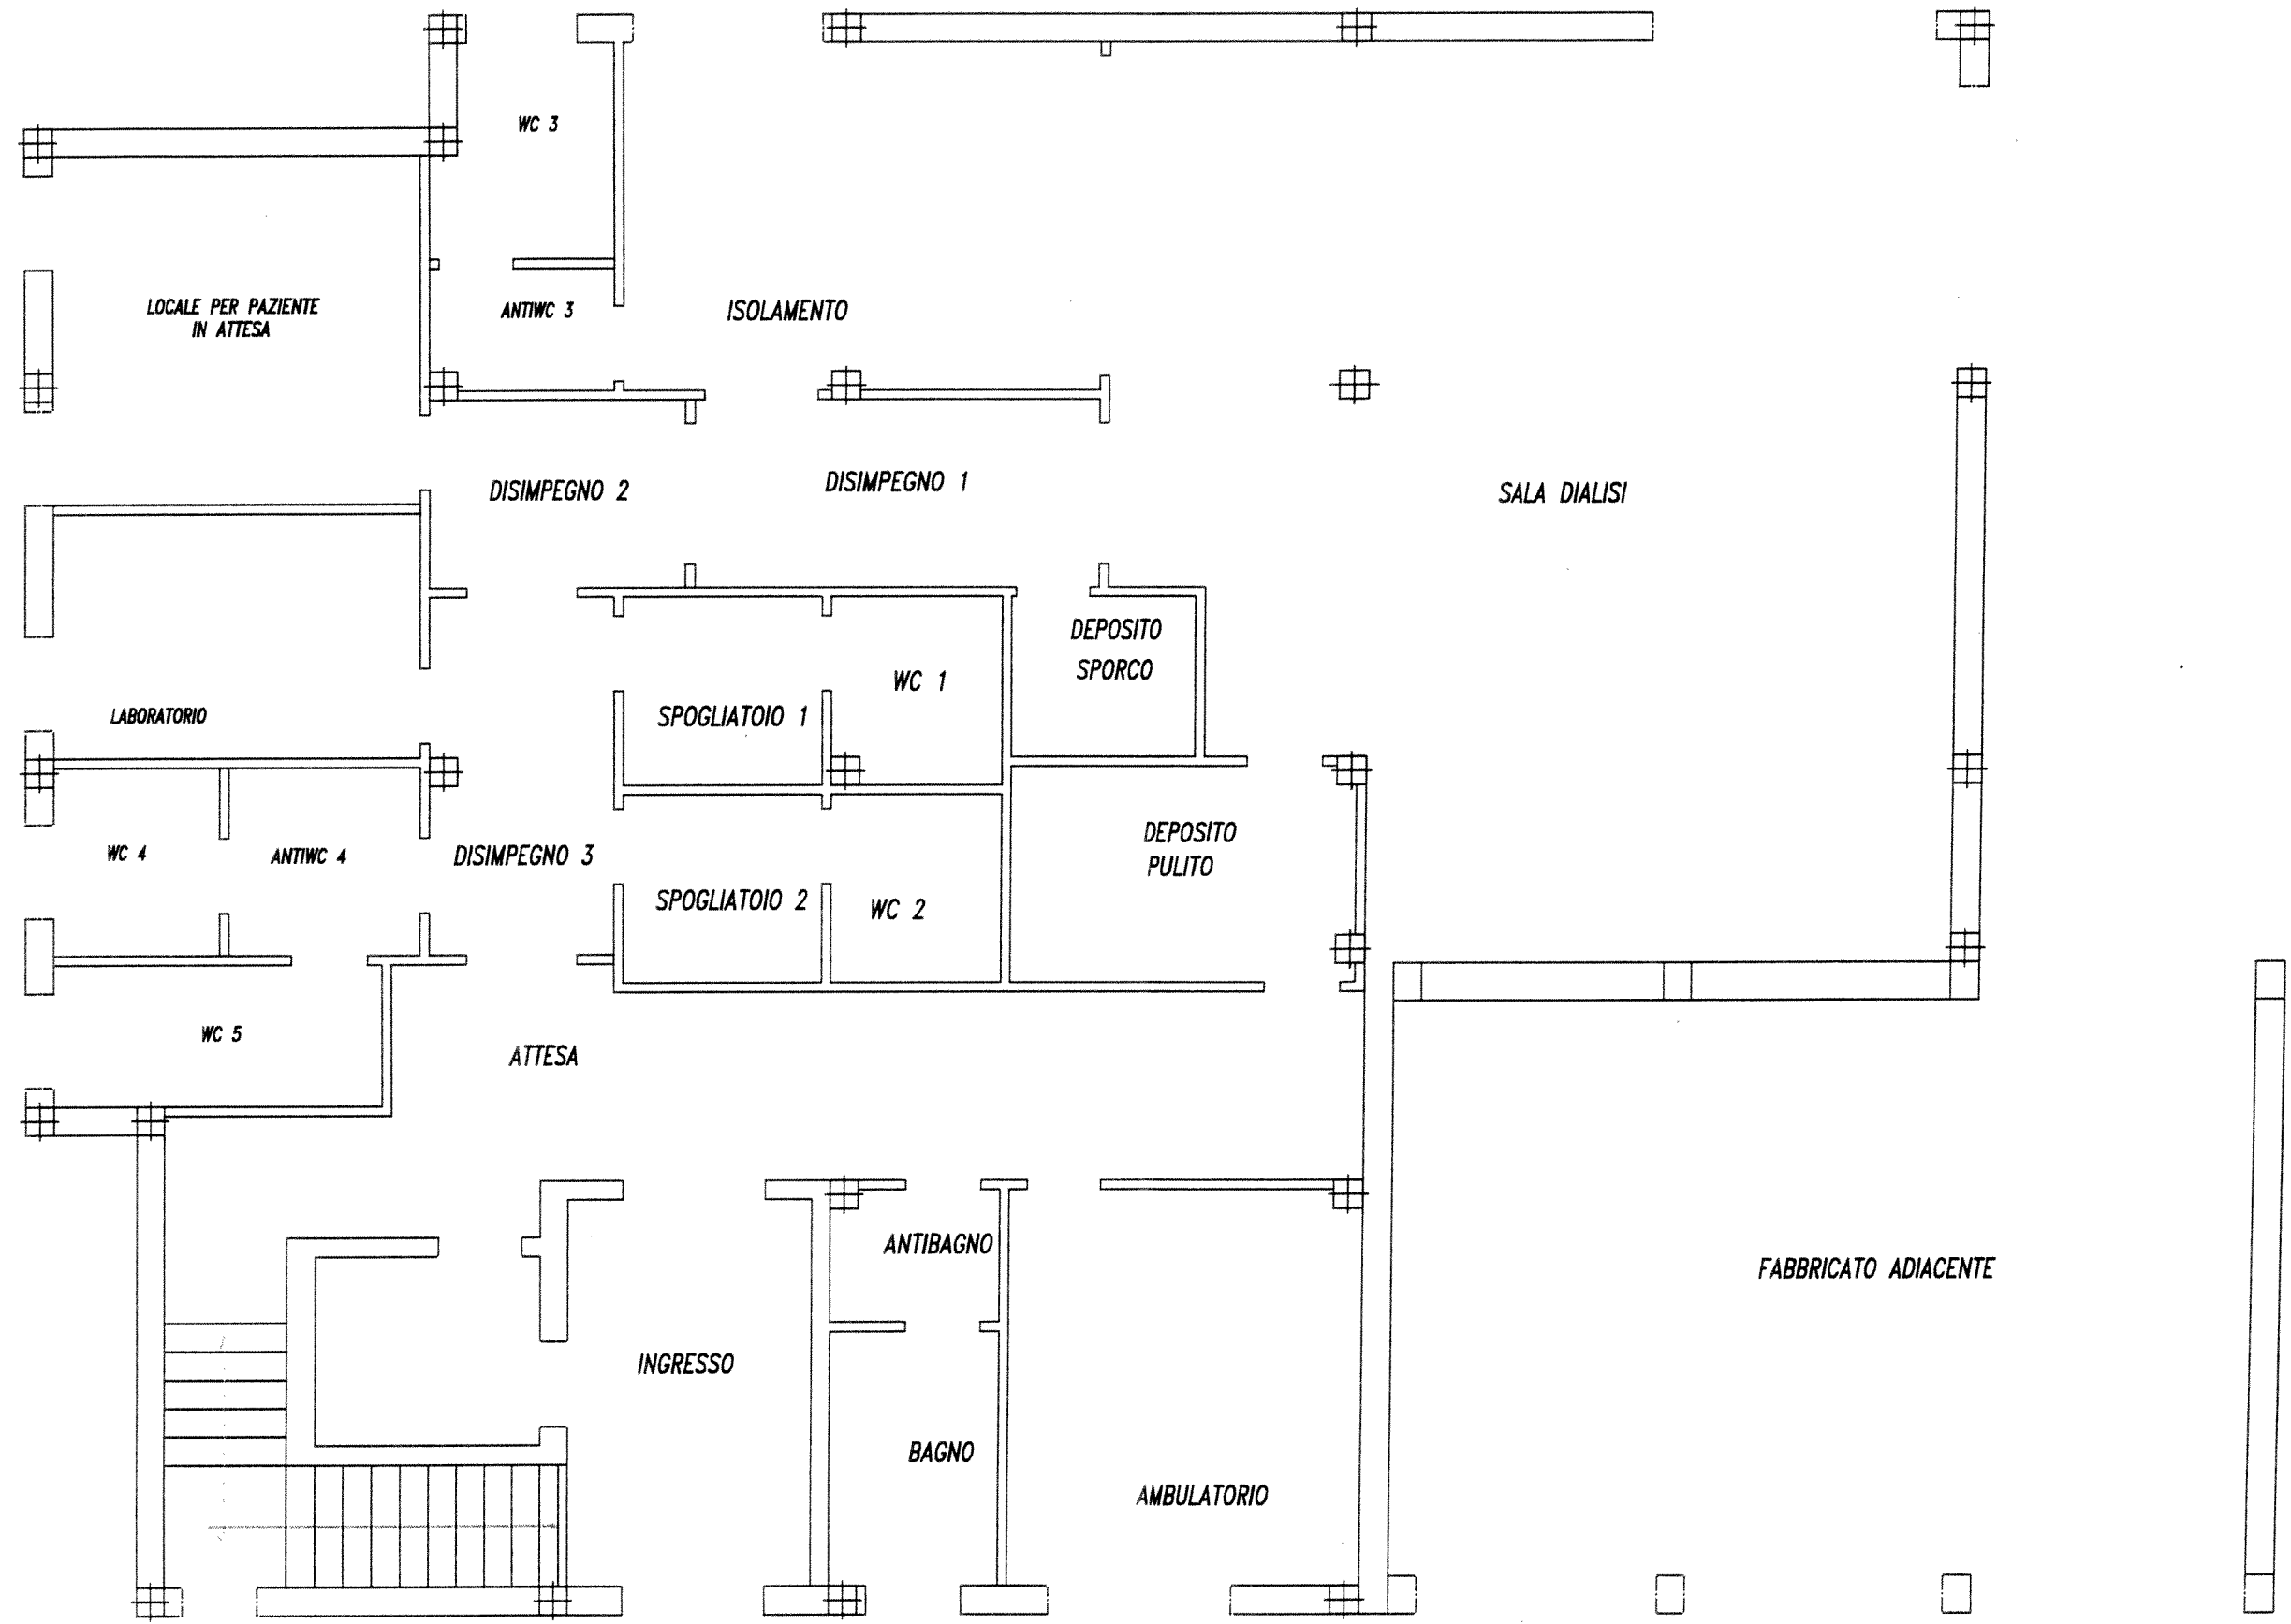 WC 3
LOCALE PER PAZIENTE
IN ATTESA
ANTIWC 3
ISOLAMENTO
DISIMPEGNO 2
DISIMPEGNO 1
SALA DIALISI
DEPOSITO
SPORCO
WC 1
LABORATORIO
SPOGLIATOIO 1
DEPOSITO
PULITO
WC 4
ANTIWC 4
DISIMPEGNO 3
SPOGLIATOIO 2
WC 2
WC 5
ATTESA
ANTIBAGNO
FABBRICATO ADIACENTE
INGRESSO
BAGNO
AMBULATORIO